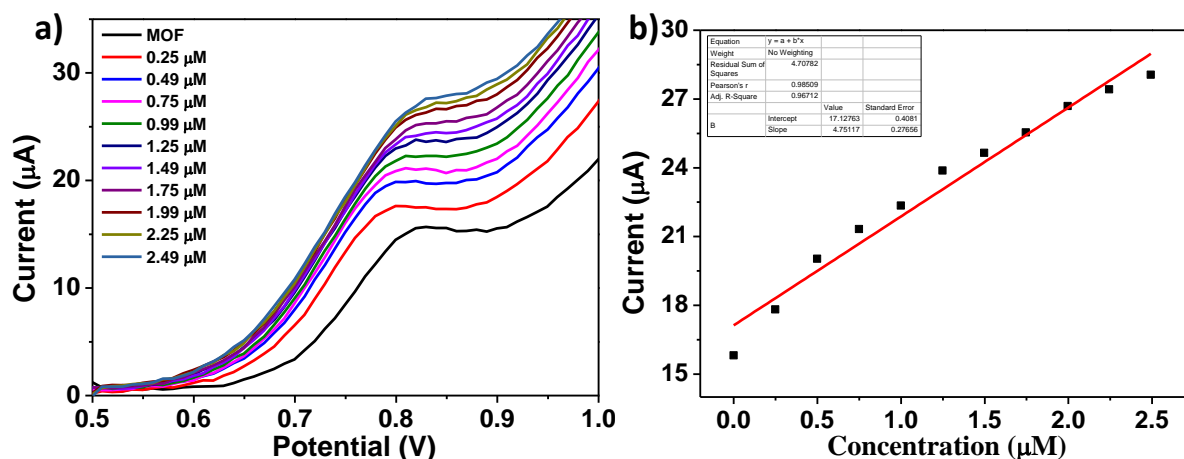 a)
Current (µA)
30
20
10
0
MOF
0.25 µM
0.49 µM
0.75 µM
0.99 µM
1.25 µM
1.49 µM
1.75 µM
1.99 µM
2.25 µM
2.49 µM
0.5 0.6 0.7 0.8 0.9 1.0
Potential (V)
b)
Current (µA)
30
27
24
21
18
15
Equation y = a + b*x
Weight No Weighting
Residual Sum of Squares 4.70782
Pearson's r 0.98509
Adj. R-Square 0.96712
Value Standard Error
B Intercept 17.12763 0.4081
Slope 4.75117 0.27656
0.0 0.5 1.0 1.5 2.0 2.5
Concentration (µM)